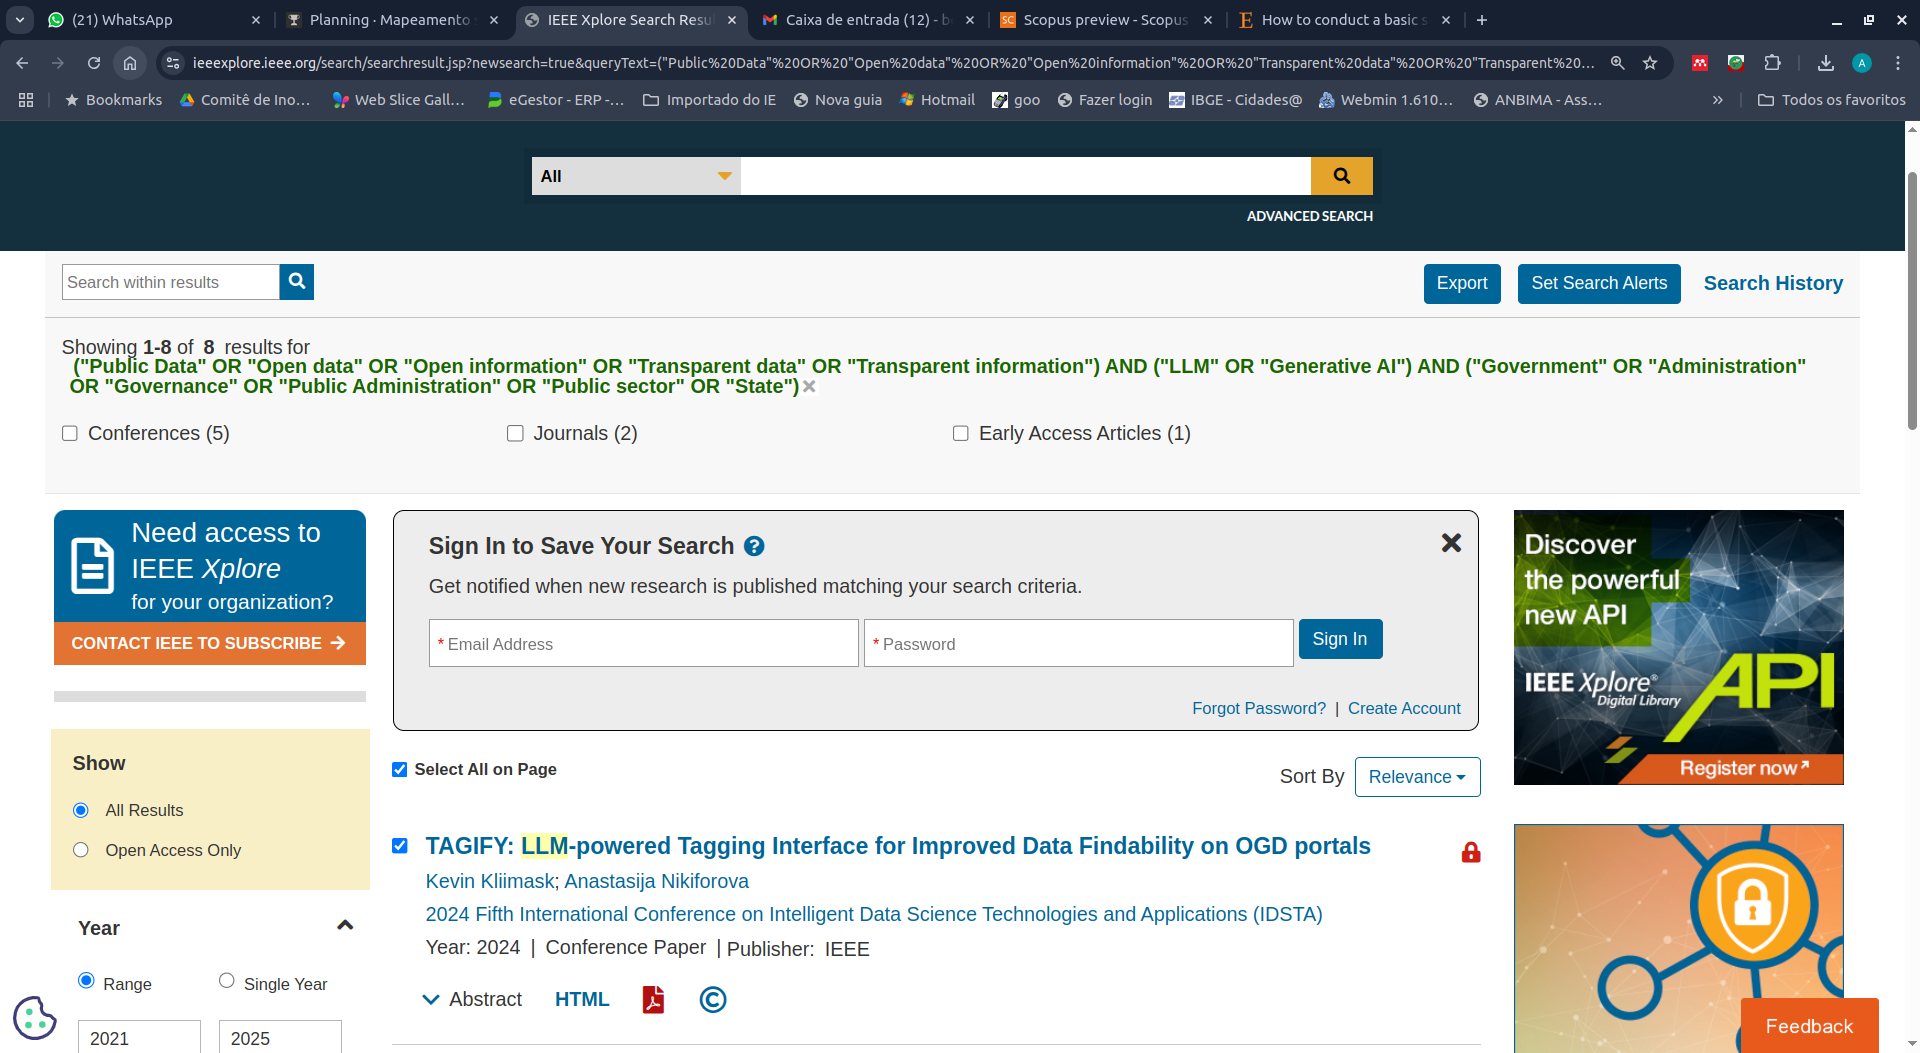 (21) WhatsApp
Planning · Mapeamento
IEEE Xplore Search Resu
Caixa de entrada (12) - b
Scopus preview - Scopus
How to conduct a basic s
ieeexplore.ieee.org/search/searchresult.jsp?newsearch=true&queryText=("Public%20Data"%20OR%20"Open%20data"%20OR%20"Open%20information"%20OR%20"Transparent%20data"%20OR%20"Transparent%20...
A
Bookmarks
Comitê de Ino...
Web Slice Gall...
eGestor - ERP -...
Importado do IE
Nova guia
Hotmail
goo
Fazer login
IBGE - Cidades@
Webmin 1.610...
ANBIMA - Ass...
»
Todos os favoritos
All
ADVANCED SEARCH
Search within results
Export
Set Search Alerts
Search History
Showing 1-8 of 8 results for
("Public Data" OR "Open data" OR "Open information" OR "Transparent data" OR "Transparent information") AND ("LLM" OR "Generative AI") AND ("Government" OR "Administration"
OR "Governance" OR "Public Administration" OR "Public sector" OR "State")
Conferences (5)
Journals (2)
Early Access Articles (1)
Need access to
IEEE Xplore
for your organization?
CONTACT IEEE TO SUBSCRIBE
Sign In to Save Your Search
Get notified when new research is published matching your search criteria.
* Email Address
* Password
Sign In
Forgot Password? | Create Account
Discover
the powerful
new API
IEEE Xplore®
Digital Library
API
Register now
Show
All Results
Open Access Only
Select All on Page
Sort By
Relevance
TAGIFY: LLM-powered Tagging Interface for Improved Data Findability on OGD portals
Kevin Kliimask; Anastasija Nikiforova
2024 Fifth International Conference on Intelligent Data Science Technologies and Applications (IDSTA)
Year: 2024 | Conference Paper | Publisher: IEEE
Abstract
HTML
©
Year
Range
Single Year
2021
2025
Feedback